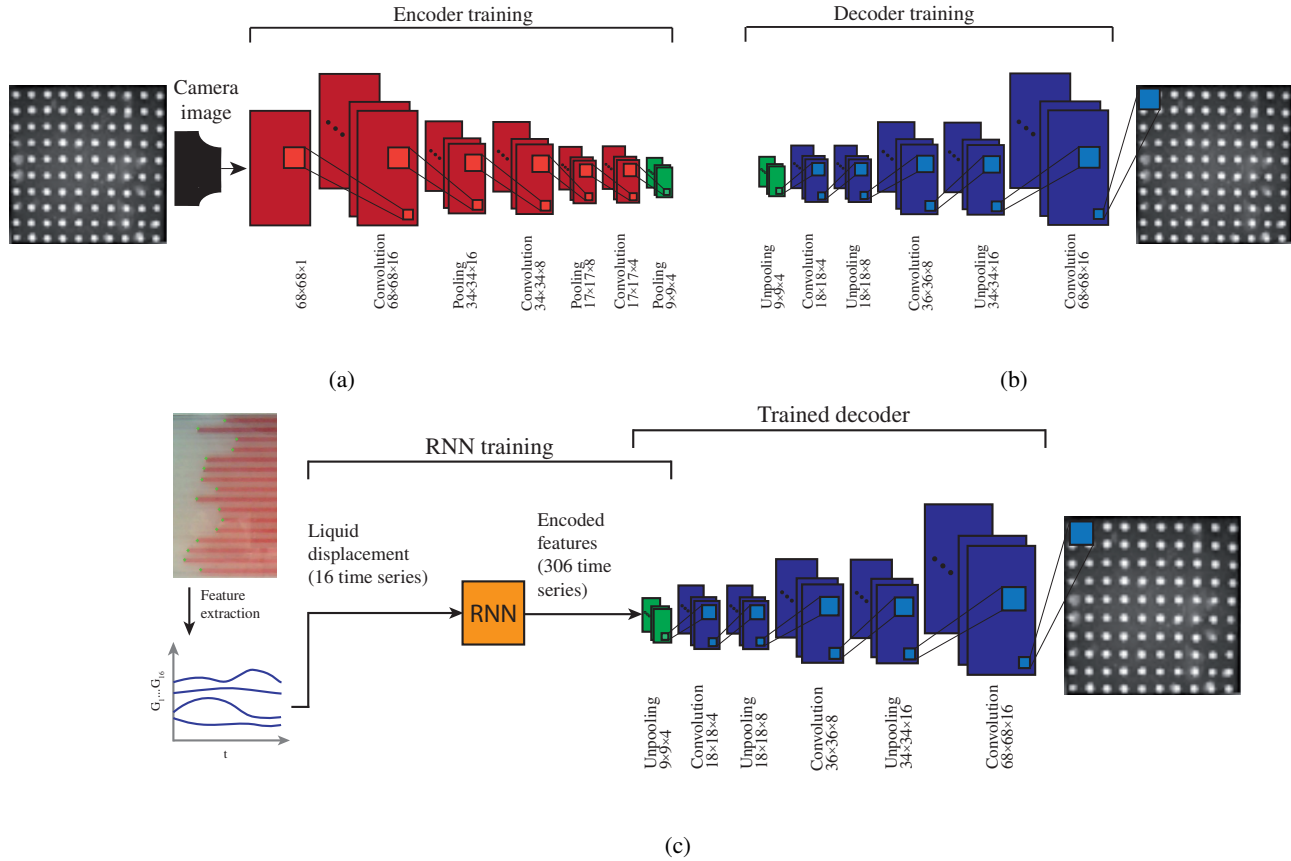 Encoder training
Decoder training
Camera
image
68×68×1
Convolution
68×68×16
Pooling
34×34×16
Convolution
34×34×8
Pooling
17×17×8
Convolution
17×17×4
Pooling
9×9×4
Unpooling
9×9×4
Convolution
18×18×4
Unpooling
18×18×8
Convolution
36×36×8
Unpooling
34×34×16
Convolution
68×68×16
(a)
(b)
Trained decoder
RNN training
Liquid
displacement
(16 time series)
Encoded
features
(306 time
series)
RNN
Feature
extraction
G1...G16
t
Unpooling
9×9×4
Convolution
18×18×4
Unpooling
18×18×8
Convolution
36×36×8
Unpooling
34×34×16
Convolution
68×68×16
(c)